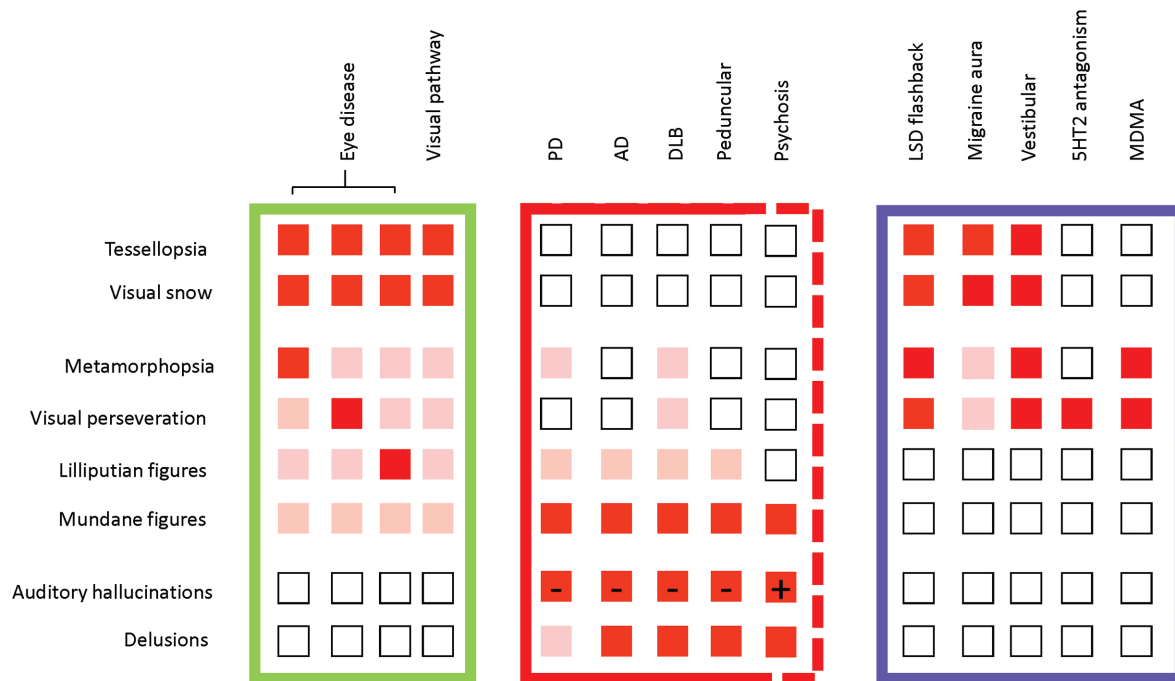 Eye disease
Visual pathway
PD
AD
DLB
Peduncular
Psychosis
LSD flashback
Migraine aura
Vestibular
5HT2 antagonism
MDMA
Tessellopsia
Visual snow
Metamorphopsia
Visual perseveration
Lilliputian figures
Mundane figures
Auditory hallucinations
- - - - +
Delusions